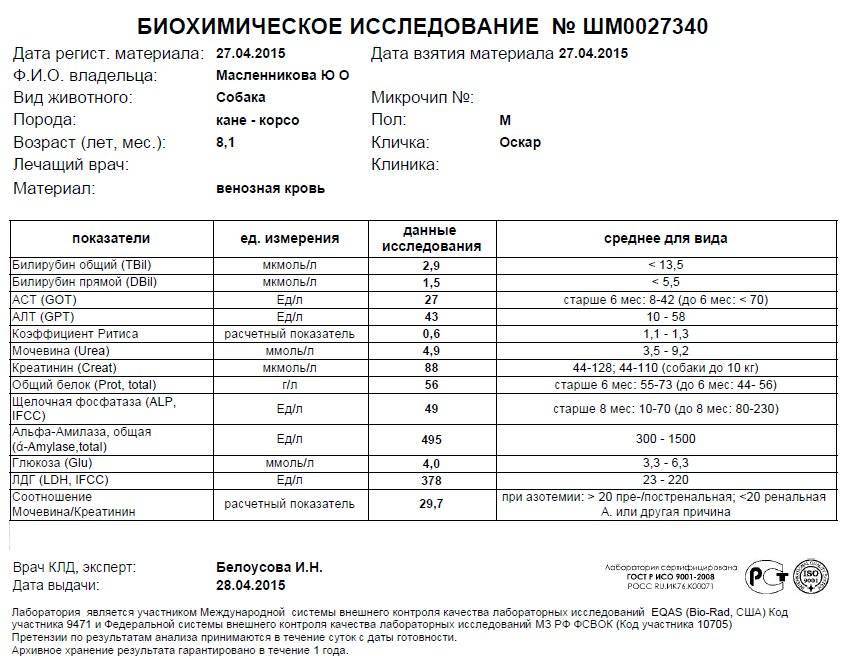 БИОХИМИЧЕСКОЕ ИССЛЕДОВАНИЕ № ШМ0027340
Дата регист. материала: 27.04.2015 Дата взятия материала 27.04.2015
Ф.И.О. владельца: Масленникова Ю О
Вид животного: Собака Микрочип №:
Порода: кане - корсо Пол: М
Возраст (лет, мес.): 8,1 Кличка: Оскар
Лечащий врач: Клиника:
Материал: венозная кровь
показатели ед. измерения данные исследования среднее для вида
Билирубин общий (TBil) мкмоль/л 2,9 < 13,5
Билирубин прямой (DBil) мкмоль/л 1,5 < 5,5
АСТ (GOT) Ед/л 27 старше 6 мес: 8-42 (до 6 мес: < 70)
АЛТ (GPT) Ед/л 43 10 - 58
Коэффициент Ритиса расчетный показатель 0,6 1,1 - 1,3
Мочевина (Urea) ммоль/л 4,9 3,5 - 9,2
Креатинин (Creat) мкмоль/л 88 44-128; 44-110 (собаки до 10 кг)
Общий белок (Prot, total) г/л 56 старше 6 мес: 55-73 (до 6 мес: 44- 56)
Щелочная фосфатаза (ALP, IFCC) Ед/л 49 старше 8 мес: 10-70 (до 8 мес: 80-230)
Альфа-Амилаза, общая (ά-Amylase,total) Ед/л 495 300 - 1500
Глюкоза (Glu) ммоль/л 4,0 3,3 - 6,3
ЛДГ (LDH, IFCC) Ед/л 378 23 - 220
Соотношение Мочевина/Креатинин расчетный показатель 29,7 при азотемии: > 20 пре-/постренальная; <20 ренальная А. или другая причина
Врач КЛД, эксперт: Белоусова И.Н.
Дата выдачи: 28.04.2015
Лаборатория сертифицирована
ГОСТ Р ИСО 9001-2008
РОСС RU.ИК76.К00071
РСТ
ISO 9001
Лаборатория является участником Международной системы внешнего контроля качества лабораторных исследований EQAS (Bio-Rad, США) Код
участника 9471 и Федеральной системы внешнего контроля качества лабораторных исследований МЗ РФ ФСВОК (Код участника 10705)
Претензии по результатам анализа принимаются в течение суток с даты готовности.
Архивное хранение результата гарантировано в течение 1 года.